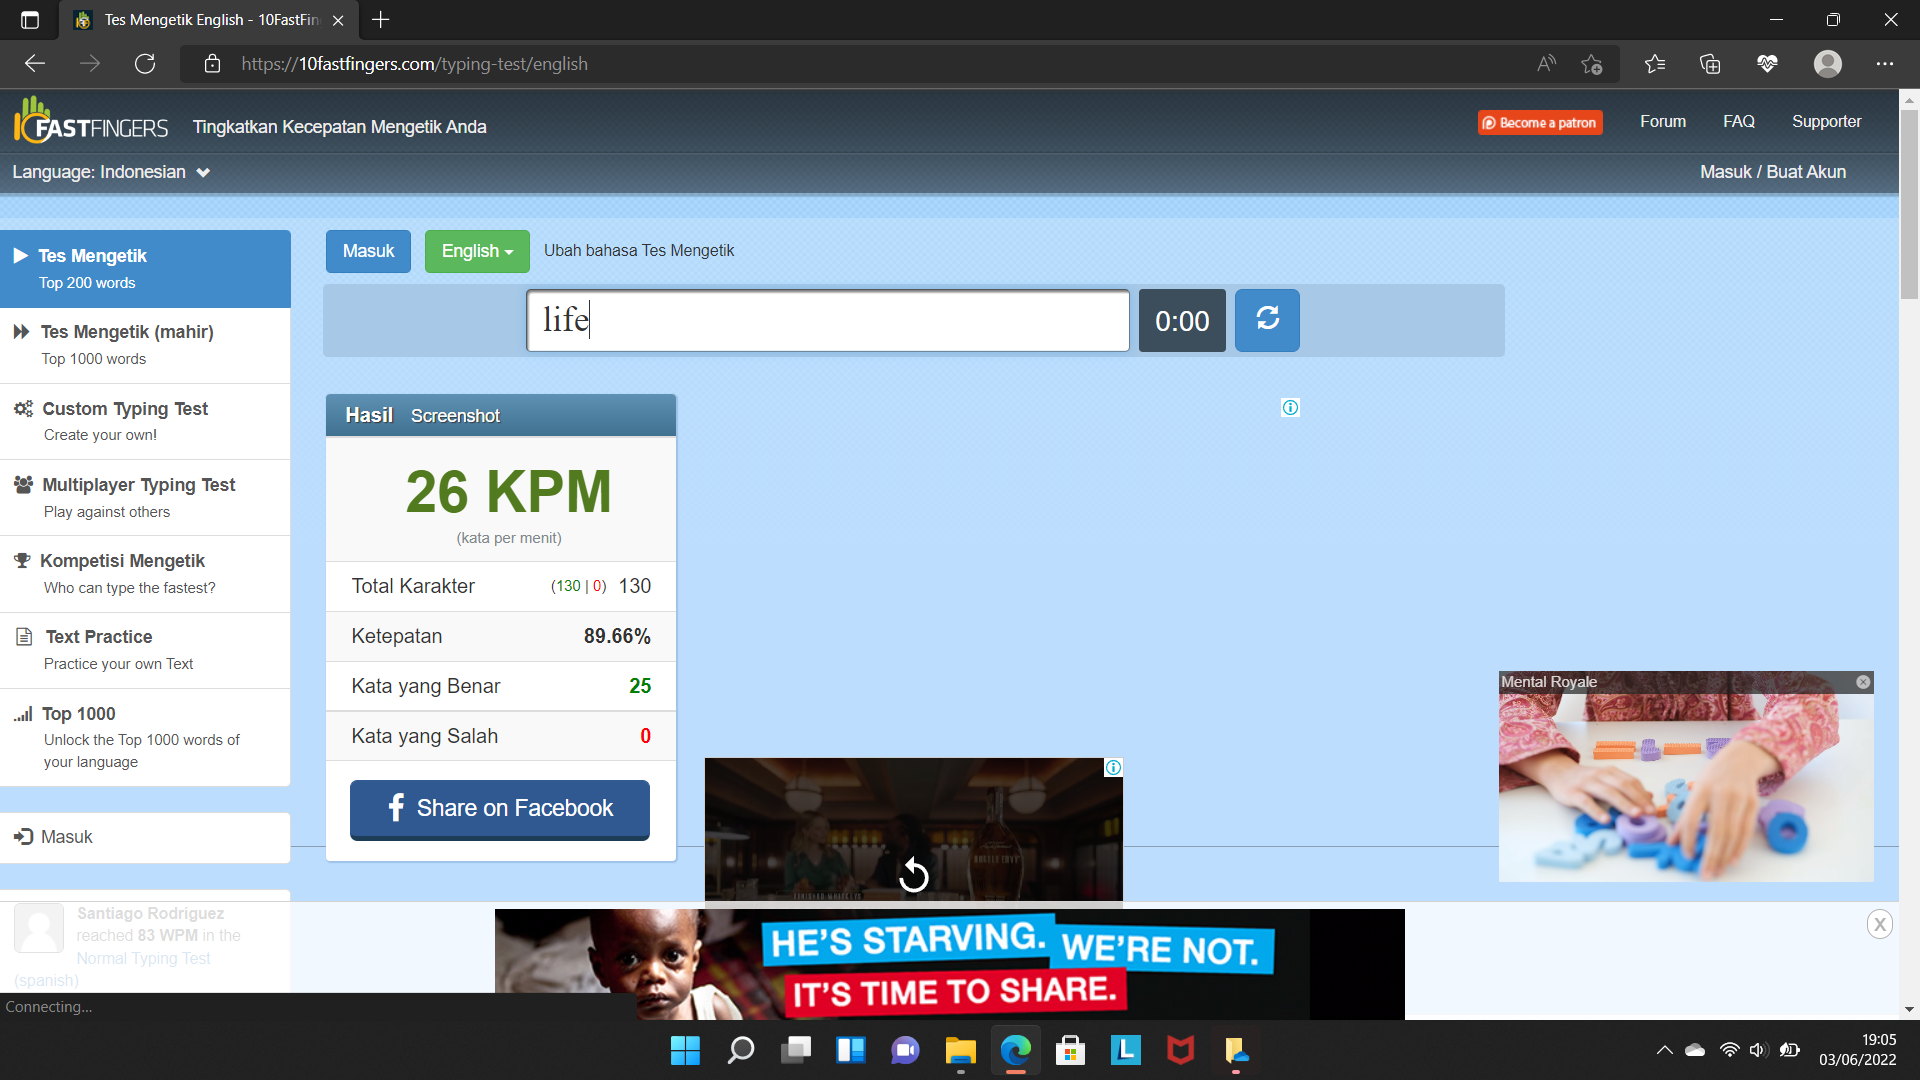 Tes Mengetik English - 10FastFin
https://10fastfingers.com/typing-test/english
FASTFINGERS
Tingkatkan Kecepatan Mengetik Anda
Become a patron
Forum
FAQ
Supporter
Language: Indonesian
Masuk / Buat Akun
Tes Mengetik
Top 200 words
Tes Mengetik (mahir)
Top 1000 words
Custom Typing Test
Create your own!
Multiplayer Typing Test
Play against others
Kompetisi Mengetik
Who can type the fastest?
Text Practice
Practice your own Text
Top 1000
Unlock the Top 1000 words of
your language
Masuk
Santiago Rodriguez
reached 83 WPM in the
Normal Typing Test
(spanish)
Connecting...
Masuk
English
Ubah bahasa Tes Mengetik
life
0:00
Hasil
Screenshot
26 KPM
(kata per menit)
Total Karakter (130 | 0) 130
Ketepatan 89.66%
Kata yang Benar 25
Kata yang Salah 0
Share on Facebook
Mental Royale
HE'S STARVING.
WE'RE NOT.
IT'S TIME TO SHARE.
X
19:05
03/06/2022